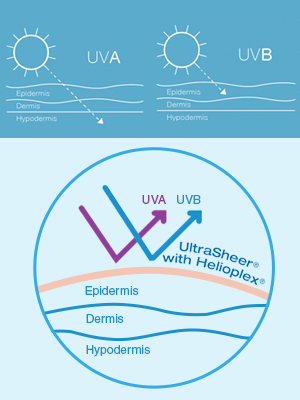 UVA
Epidermis
Dermis
Hypodermis
UVB
Epidermis
Dermis
Hypodermis
UVA UVB
UltraSheer®
with Helioplex®
Epidermis
Dermis
Hypodermis